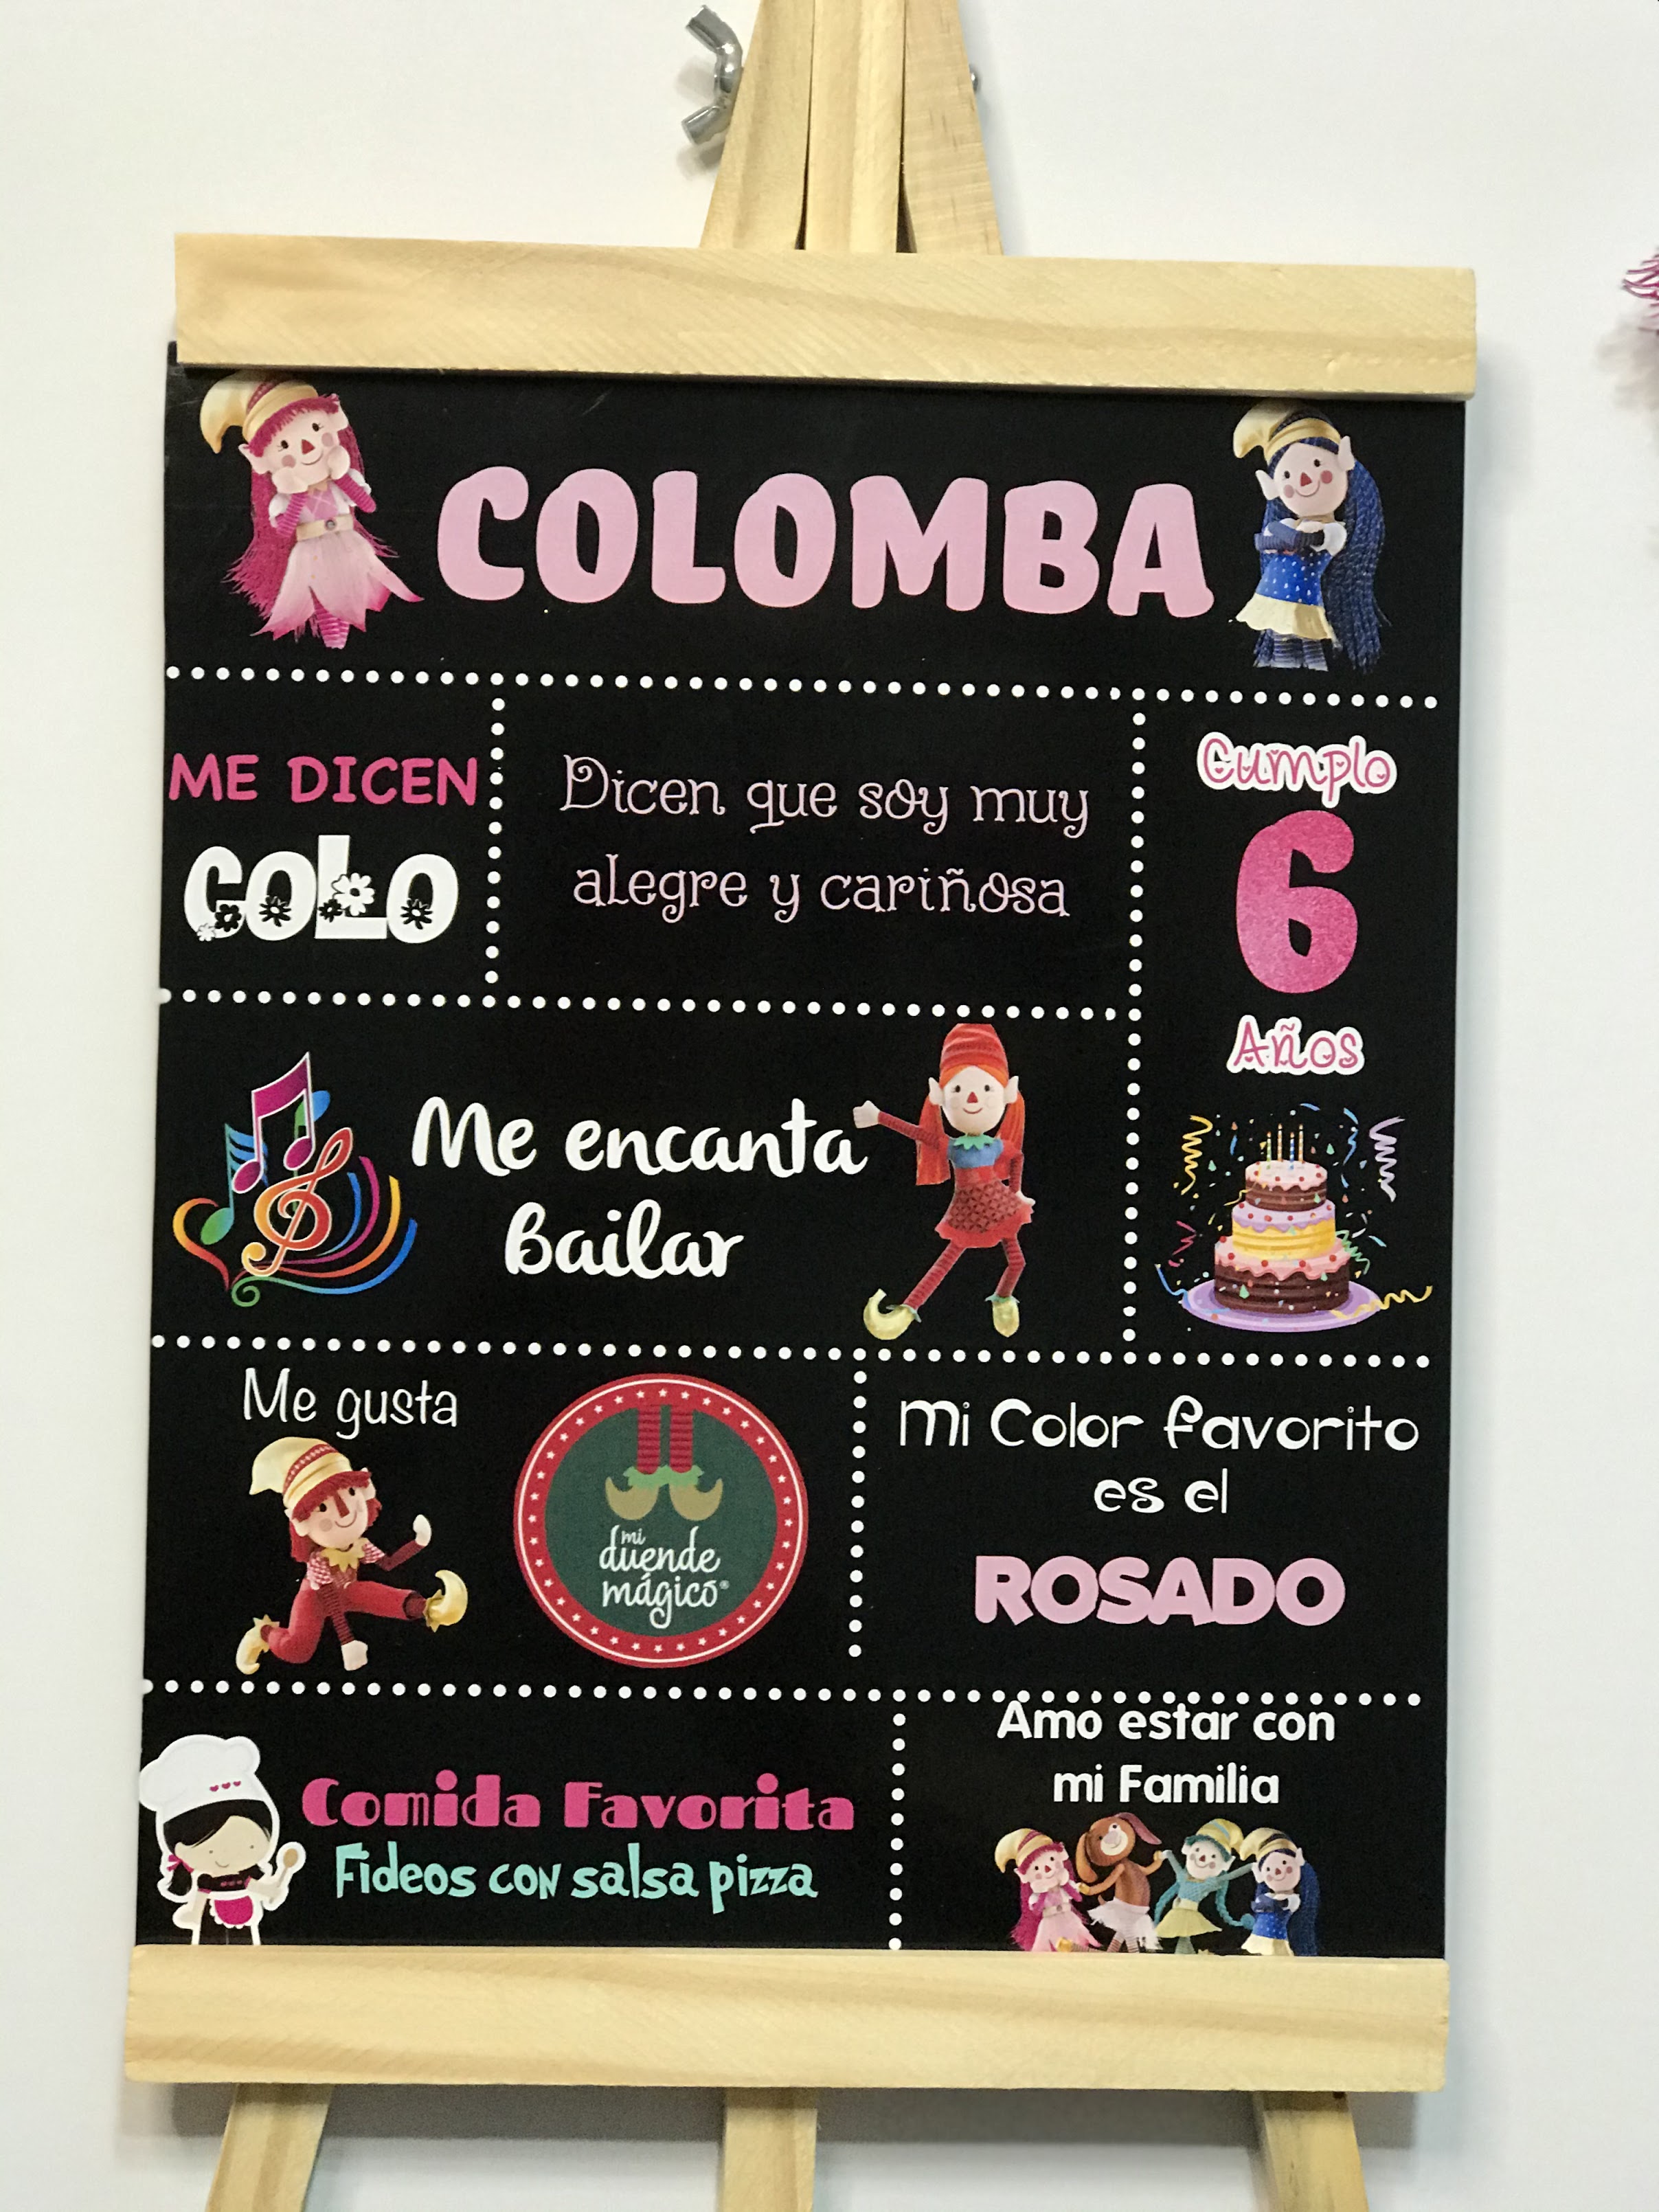 COLOMBA
ME DICEN
COLO
Dicen que soy muy
alegre y cariñosa
Cumplo
6
Años
Me encanta
Bailar
Me gusta
mi
duende
mágico®
mi Color favorito
es el
ROSADO
Comida Favorita
Fideos con salsa pizza
Amo estar con
mi Familia